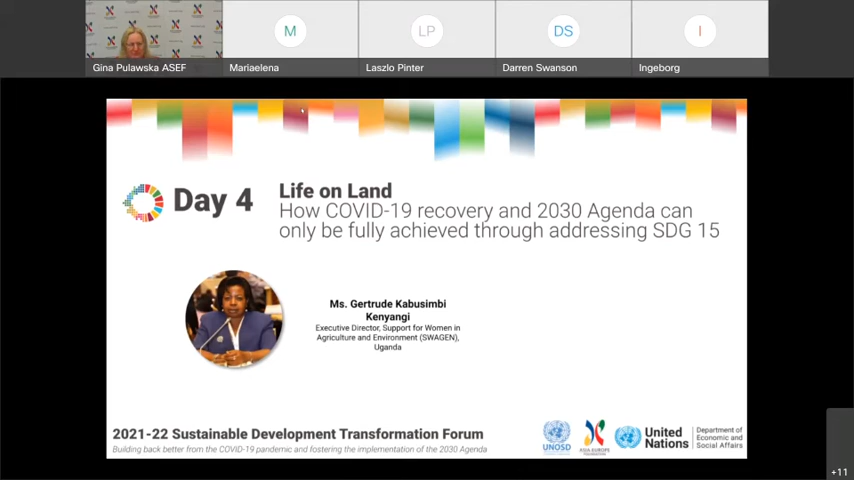 M
LP
DS
I
Gina Pulawska ASEF
Mariaelena
Laszlo Pinter
Darren Swanson
Ingeborg
Day 4
Life on Land
How COVID-19 recovery and 2030 Agenda can
only be fully achieved through addressing SDG 15
Ms. Gertrude Kabusimbi
Kenyangi
Executive Director, Support for Women in
Agriculture and Environment (SWAGEN),
Uganda
2021-22 Sustainable Development Transformation Forum
Building back better from the COVID-19 pandemic and fostering the implementation of the 2030 Agenda
UNOSD
ASIA-EUROPE
FOUNDATION
United
Nations
Department of
Economic and
Social Affairs
+11